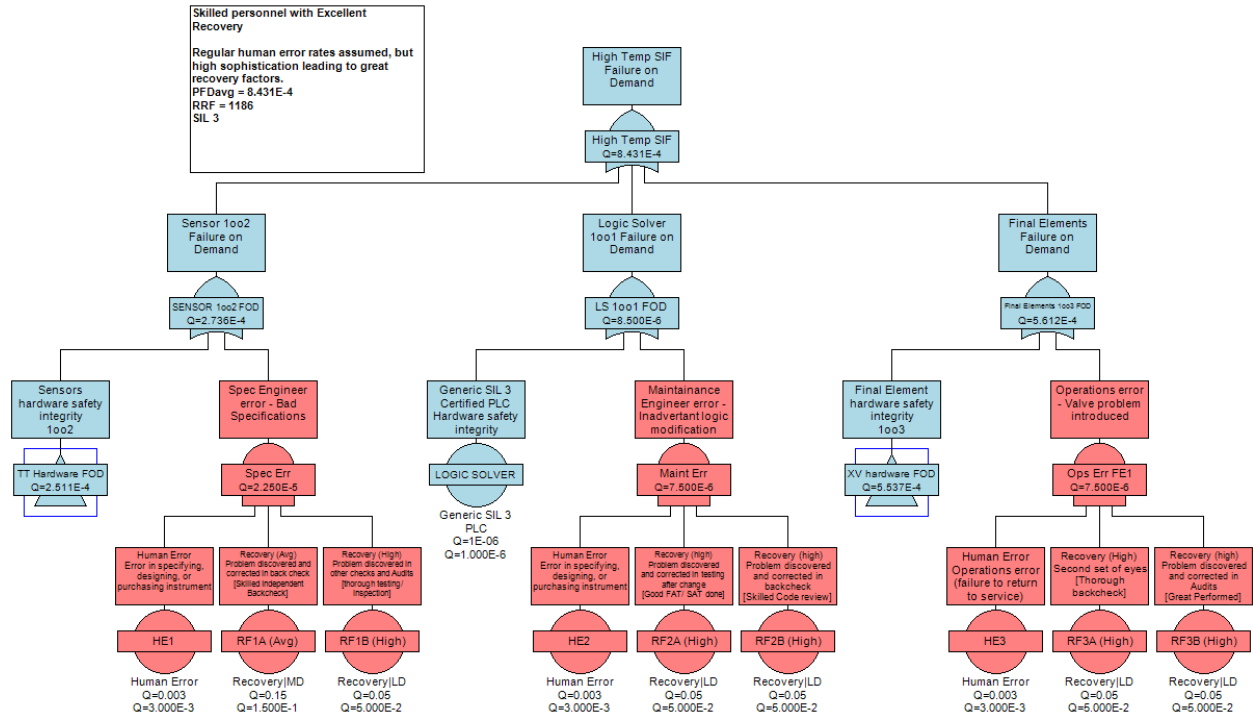 Skilled personnel with Excellent
Recovery
Regular human error rates assumed, but
high sophistication leading to great
recovery factors.
PFDavg = 8.431E-4
RRF = 1186
SIL 3
High Temp SIF
Failure on
Demand
High Temp SIF
Q=8.431E-4
Sensor 1oo2
Failure on
Demand
SENSOR 1oo2 FOD
Q=2.736E-4
Logic Solver
1oo1 Failure on
Demand
LS 1oo1 FOD
Q=8.500E-6
Final Elements
Failure on
Demand
Final Elements 1oo3 FOD
Q=5.612E-4
Sensors
hardware safety
integrity
1oo2
TT Hardware FOD
Q=2.511E-4
Spec Engineer
error - Bad
Specifications
Spec Err
Q=2.250E-5
Generic SIL 3
Certified PLC
Hardware safety
integrity
LOGIC SOLVER
Generic SIL 3
PLC
Q=1E-06
Q=1.000E-6
Maintainance
Engineer error -
Inadvertant logic
modification
Maint Err
Q=7.500E-6
Final Element
hardware safety
integrity
1oo3
XV hardware FOD
Q=5.537E-4
Operations error
- Valve problem
introduced
Ops Err FE1
Q=7.500E-6
Human Error
Error in specifying,
designing, or
purchasing instrument
HE1
Human Error
Q=0.003
Q=3.000E-3
Recovery (Avg)
Problem discovered and
corrected in back check
[Skilled Independent
Backcheck]
RF1A (Avg)
Recovery|MD
Q=0.15
Q=1.500E-1
Recovery (High)
Problem discovered in
other checks and Audits
[thorough testing/
Inspection]
RF1B (High)
Recovery|LD
Q=0.05
Q=5.000E-2
Human Error
Error in specifying,
designing, or
purchasing instrument
HE2
Human Error
Q=0.003
Q=3.000E-3
Recovery (high)
Problem discovered
and corrected in testing
after change
[Good FAT/ SAT done]
RF2A (High)
Recovery|LD
Q=0.05
Q=5.000E-2
Recovery (high)
Problem discovered
and corrected in
backcheck
[Skilled Code review]
RF2B (High)
Recovery|LD
Q=0.05
Q=5.000E-2
Human Error
Operations error
(failure to return
to service)
HE3
Human Error
Q=0.003
Q=3.000E-3
Recovery (High)
Second set of eyes
[Thorough
backcheck]
RF3A (High)
Recovery|LD
Q=0.05
Q=5.000E-2
Recovery (high)
Problem discovered
and corrected in
Audits
[Great Performed]
RF3B (High)
Recovery|LD
Q=0.05
Q=5.000E-2